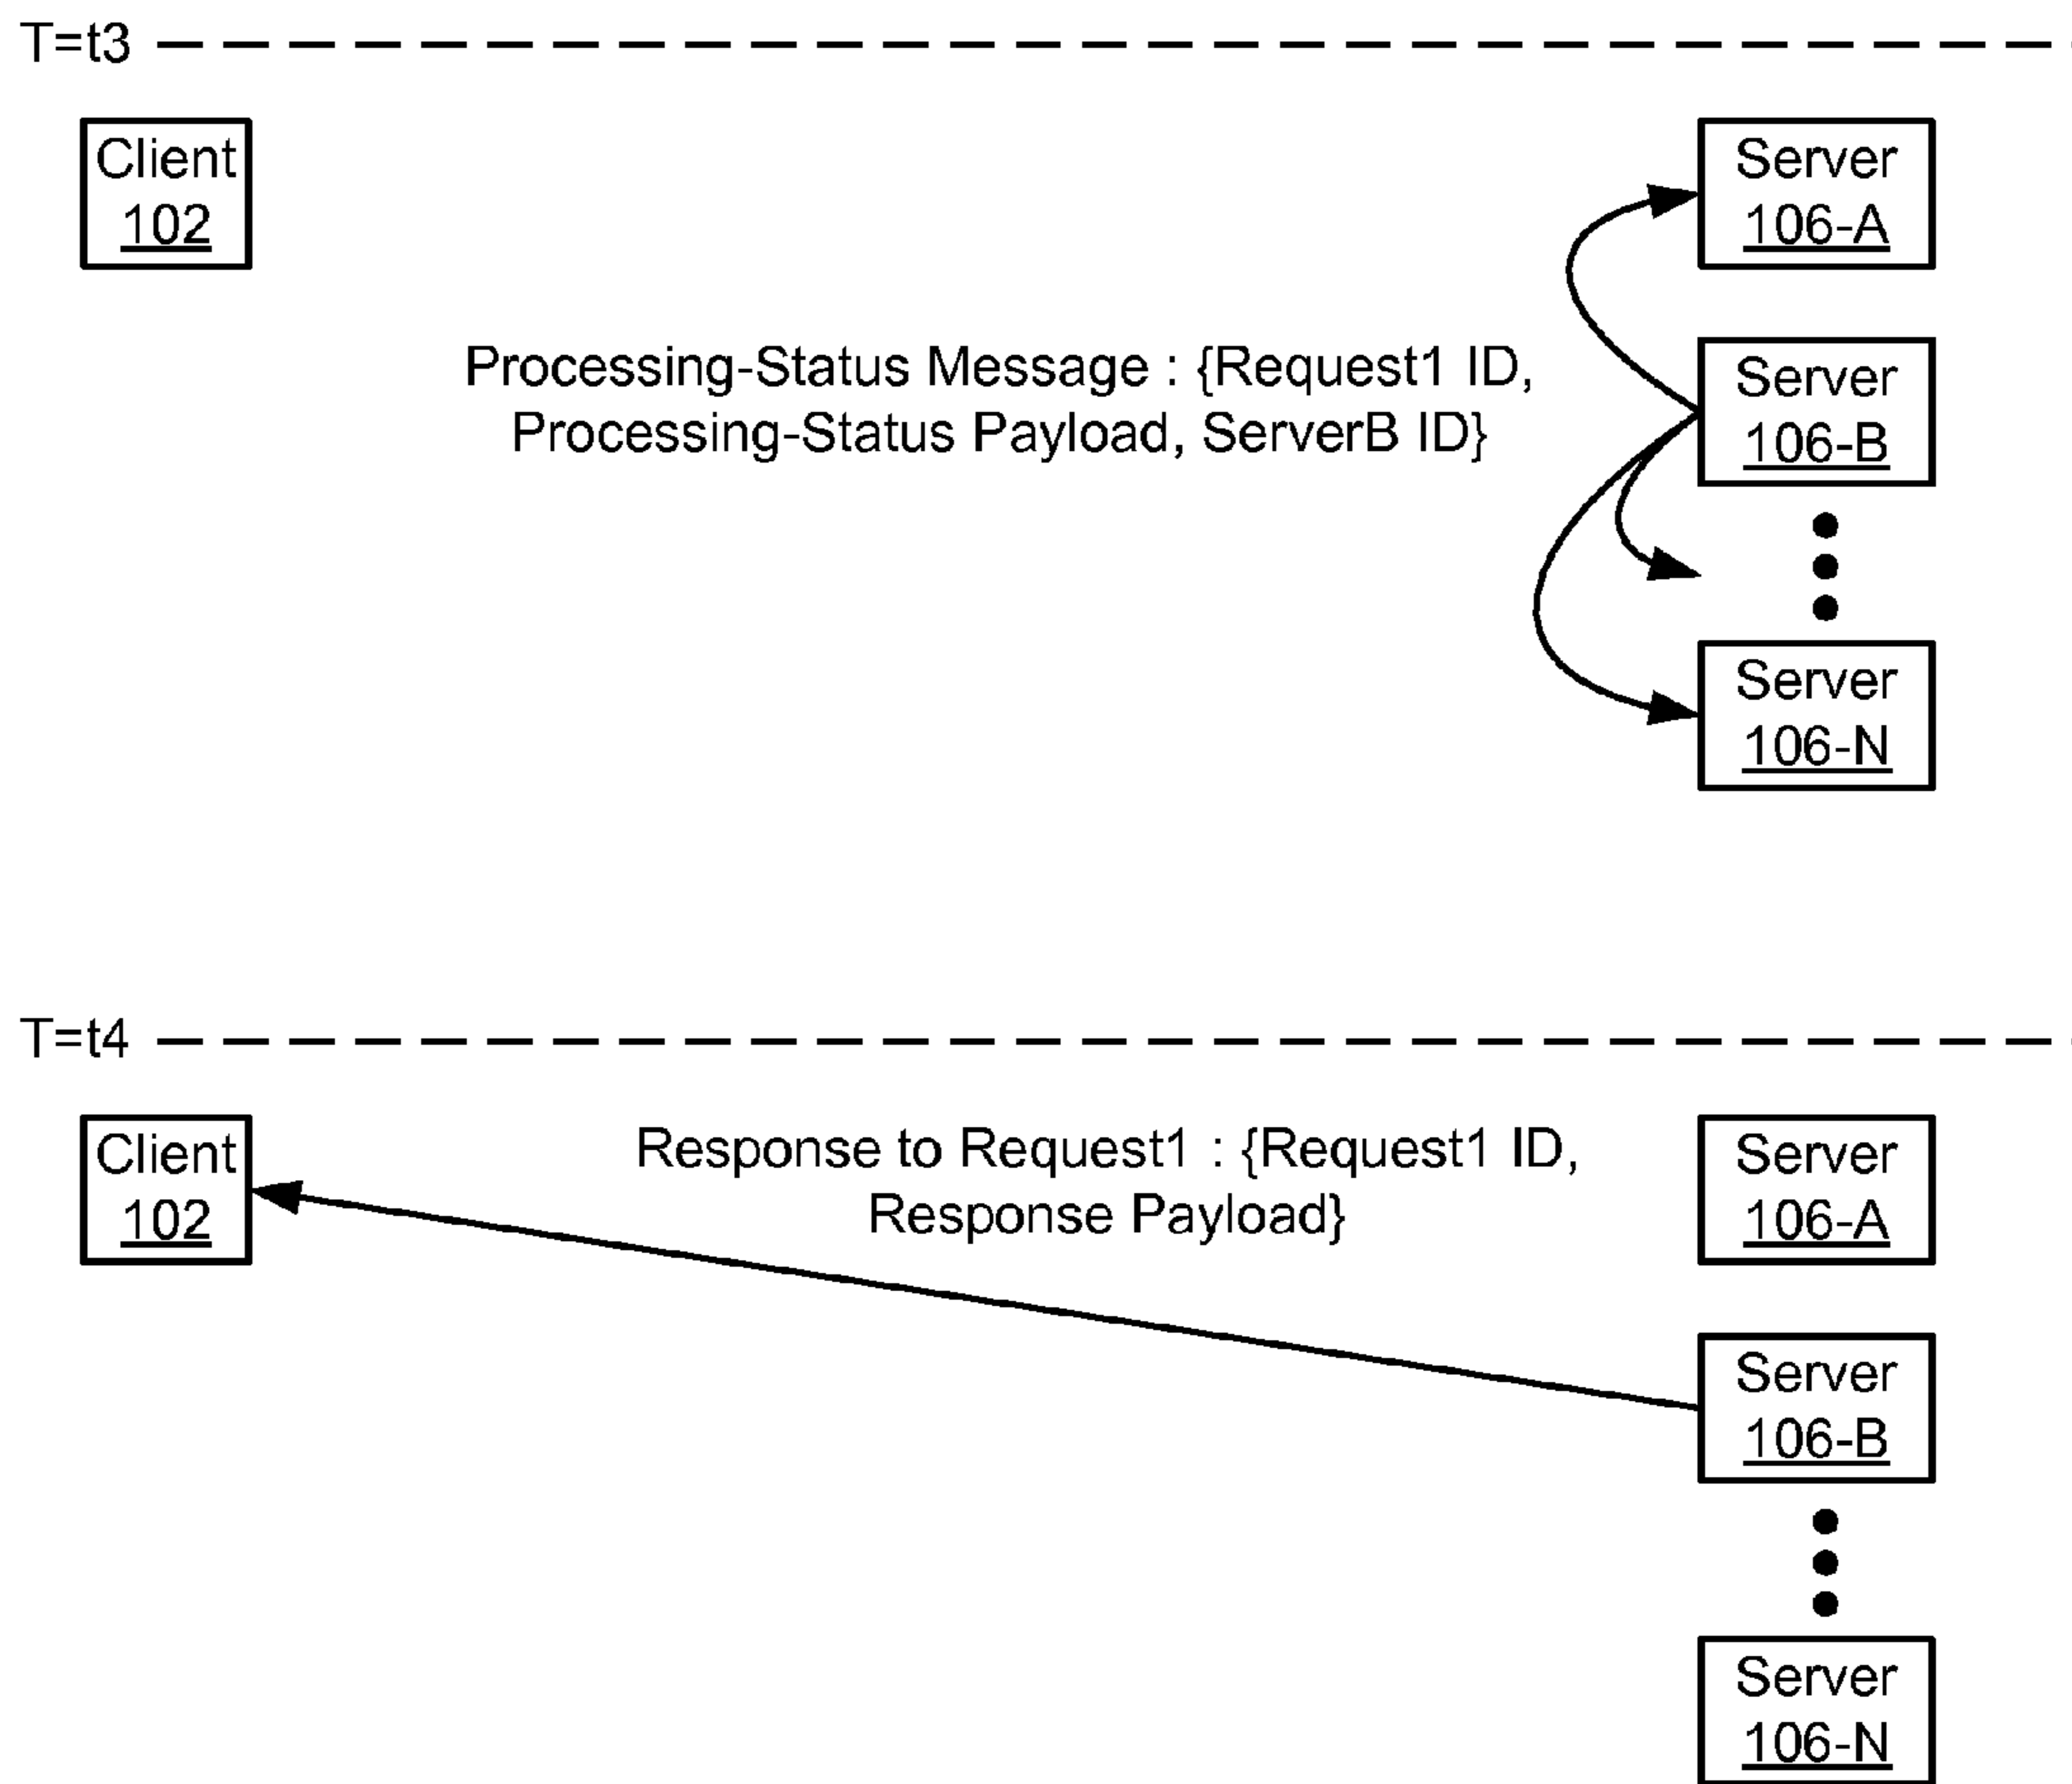 T=t3
Client
102
Server
106-A
Processing-Status Message : {Request1 ID,
Processing-Status Payload, ServerB ID}
Server
106-B
Server
106-N
T=t4
Client
102
Response to Request1 : {Request1 ID,
Response Payload}
Server
106-A
Server
106-B
Server
106-N